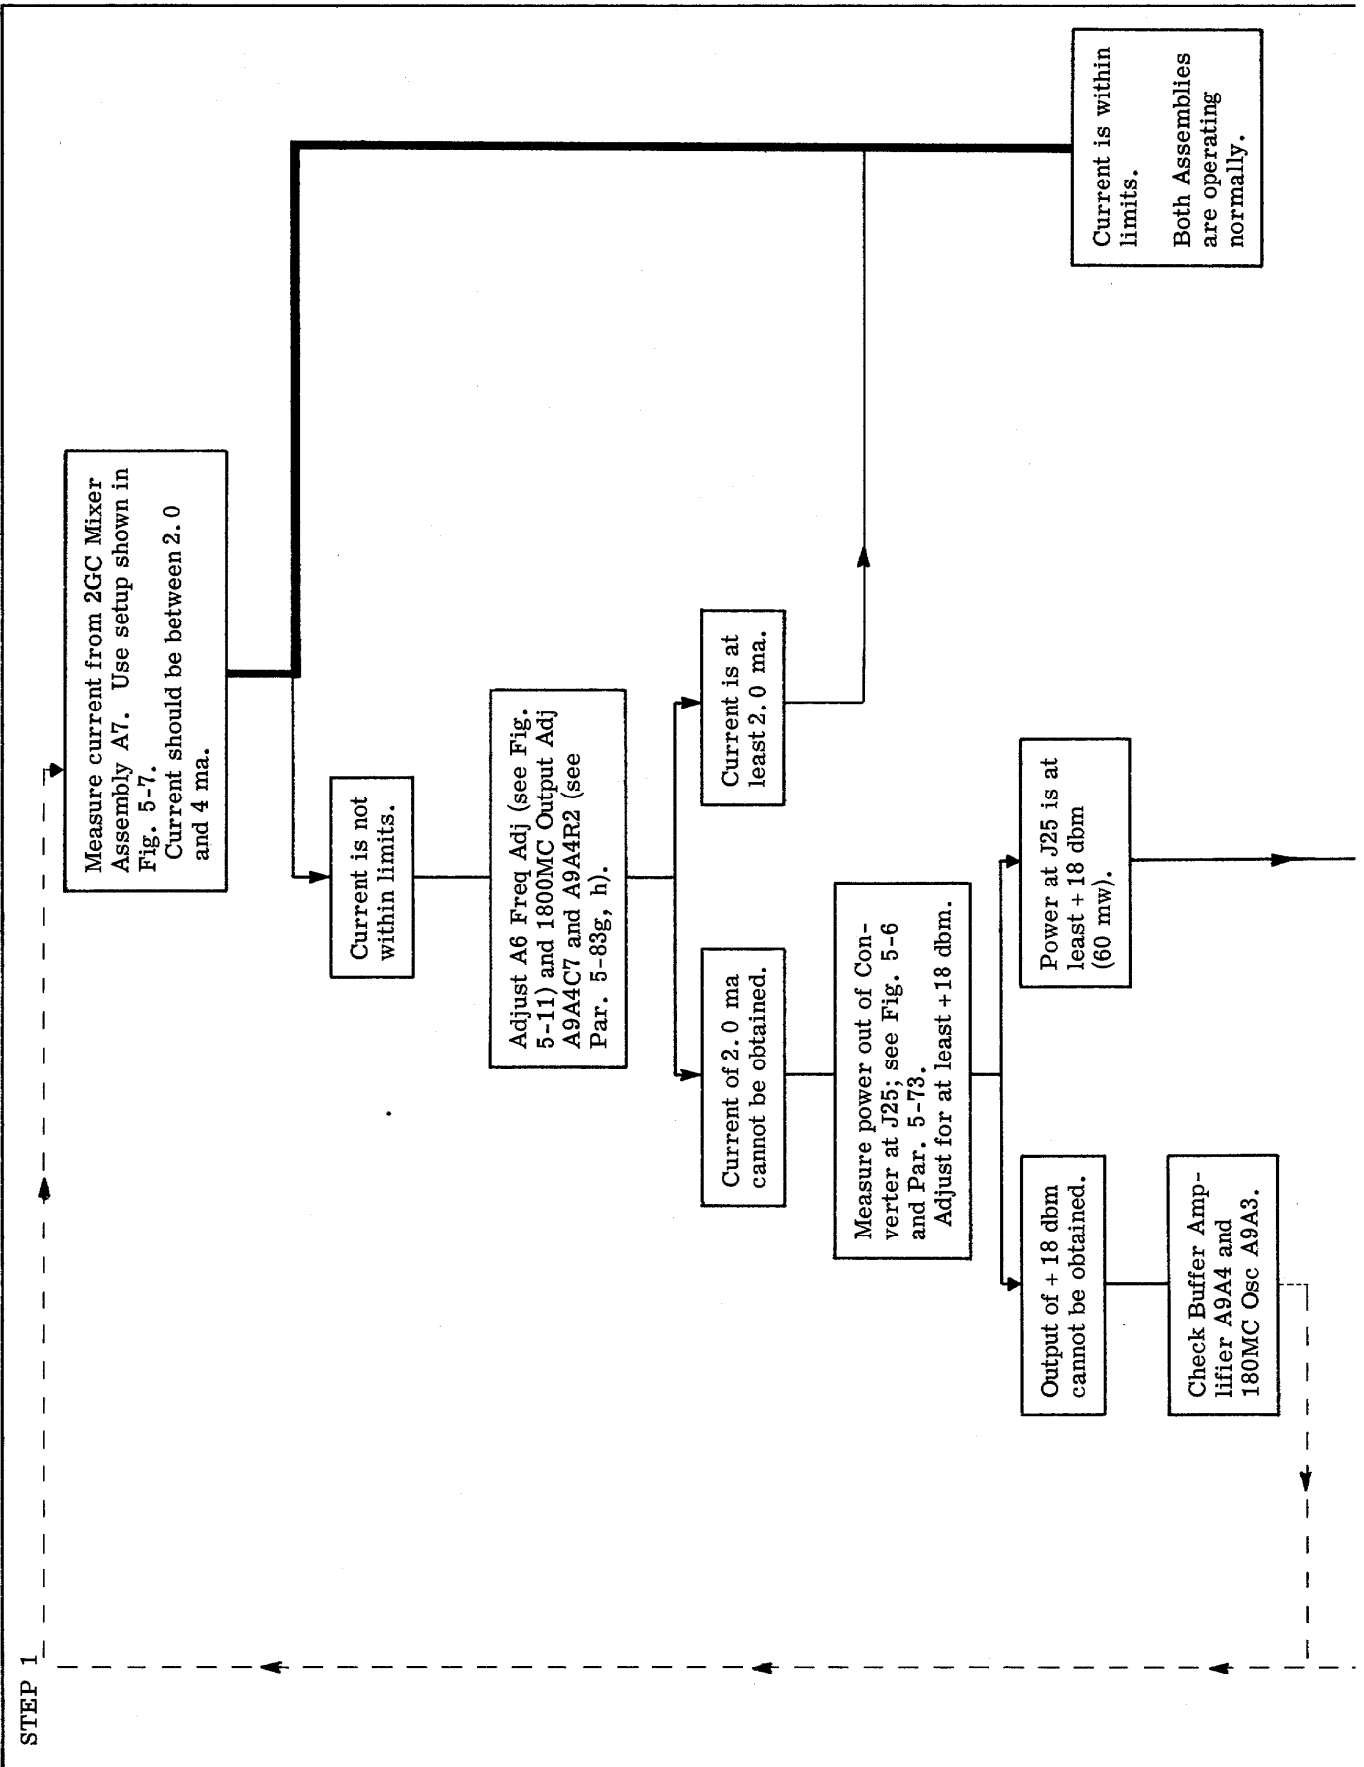 STEP 1
Measure current from 2GC Mixer
Assembly A7. Use setup shown in
Fig. 5-7.
Current should be between 2.0
and 4 ma.
Current is not
within limits.
Adjust A6 Freq Adj (see Fig.
5-11) and 1800MC Output Adj
A9A4C7 and A9A4R2 (see
Par. 5-83g, h).
Current of 2.0 ma
cannot be obtained.
Current is at
least 2.0 ma.
Measure power out of Con-
verter at J25; see Fig. 5-6
and Par. 5-73.
Adjust for at least +18 dbm.
Output of +18 dbm
cannot be obtained.
Power at J25 is at
least +18 dbm
(60 mw).
Check Buffer Amp-
lifier A9A4 and
180MC Osc A9A3.
Current is within
limits.
Both Assemblies
are operating
normally.